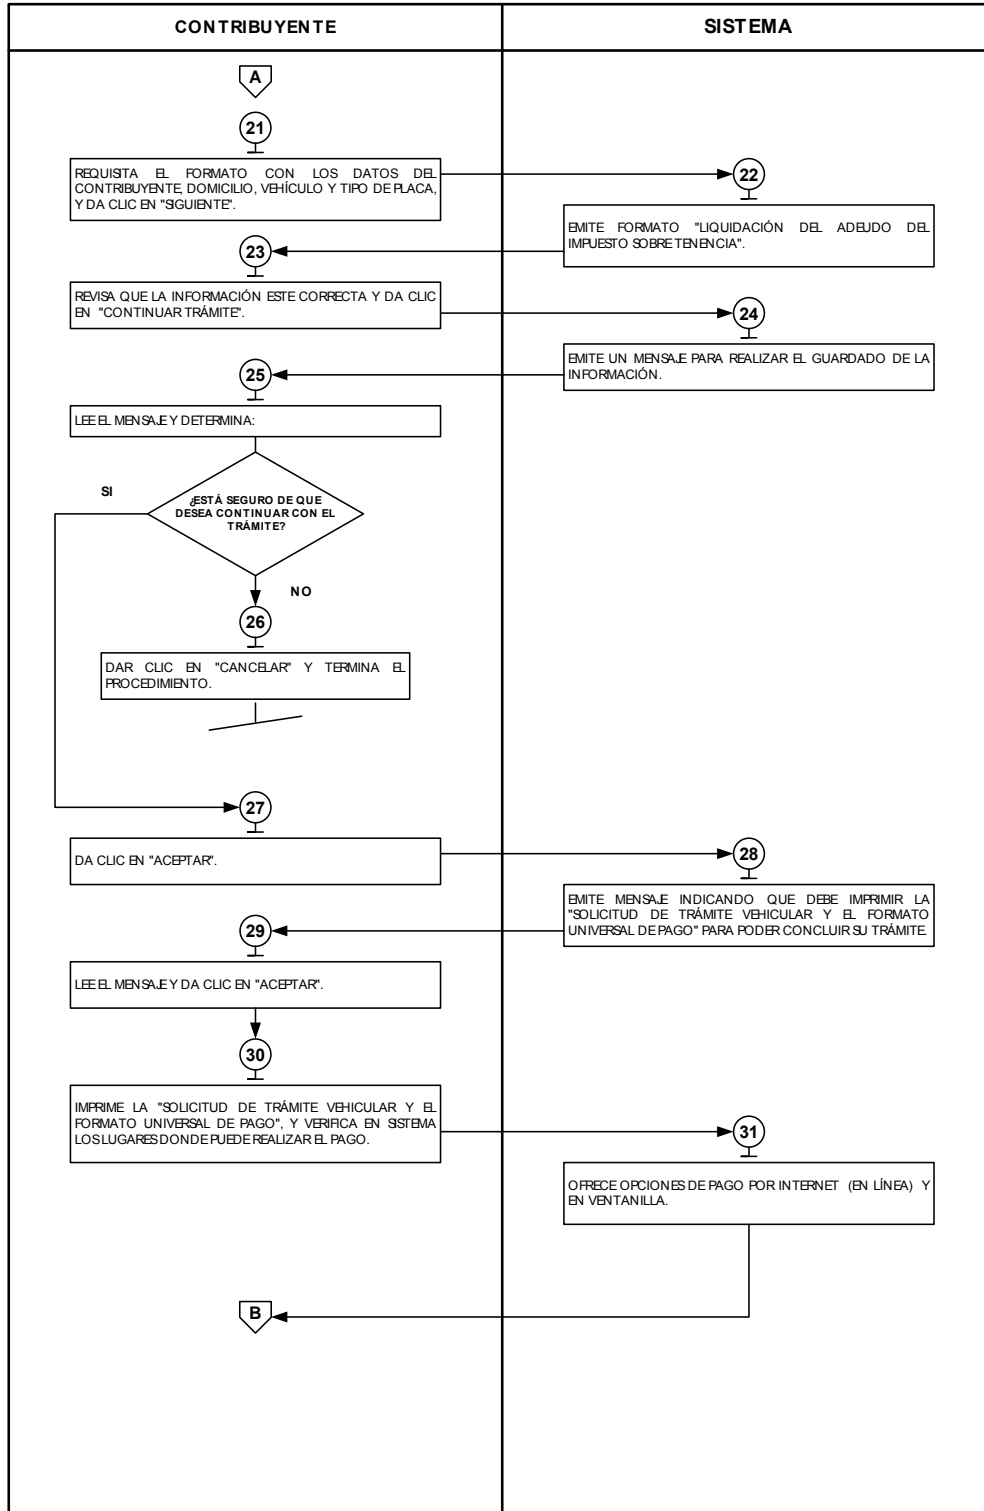 CONTRIBUYENTE
SISTEMA
A
21
REQUISITA EL FORMATO CON LOS DATOS DEL
CONTRIBUYENTE, DOMICILIO, VEHÍCULO Y TIPO DE PLACA,
Y DA CLIC EN "SIGUIENTE".
22
EMITE FORMATO "LIQUIDACIÓN DEL ADEUDO DEL
IMPUESTO SOBRE TENENCIA".
23
REVISA QUE LA INFORMACIÓN ESTE CORRECTA Y DA CLIC
EN "CONTINUAR TRÁMITE".
24
EMITE UN MENSAJE PARA REALIZAR EL GUARDADO DE LA
INFORMACIÓN.
25
LEE EL MENSAJE Y DETERMINA:
SI
¿ESTÁ SEGURO DE QUE
DESEA CONTINUAR CON EL
TRÁMITE?
NO
26
DAR CLIC EN "CANCELAR" Y TERMINA EL
PROCEDIMIENTO.
27
DA CLIC EN "ACEPTAR".
28
EMITE MENSAJE INDICANDO QUE DEBE IMPRIMIR LA
"SOLICITUD DE TRÁMITE VEHICULAR Y EL FORMATO
UNIVERSAL DE PAGO" PARA PODER CONCLUIR SU TRÁMITE.
29
LEE EL MENSAJE Y DA CLIC EN "ACEPTAR".
30
IMPRIME LA "SOLICITUD DE TRÁMITE VEHICULAR Y EL
FORMATO UNIVERSAL DE PAGO", Y VERIFICA EN SISTEMA
LOS LUGARES DONDE PUEDE REALIZAR EL PAGO.
31
OFRECE OPCIONES DE PAGO POR INTERNET (EN LÍNEA) Y
EN VENTANILLA.
B